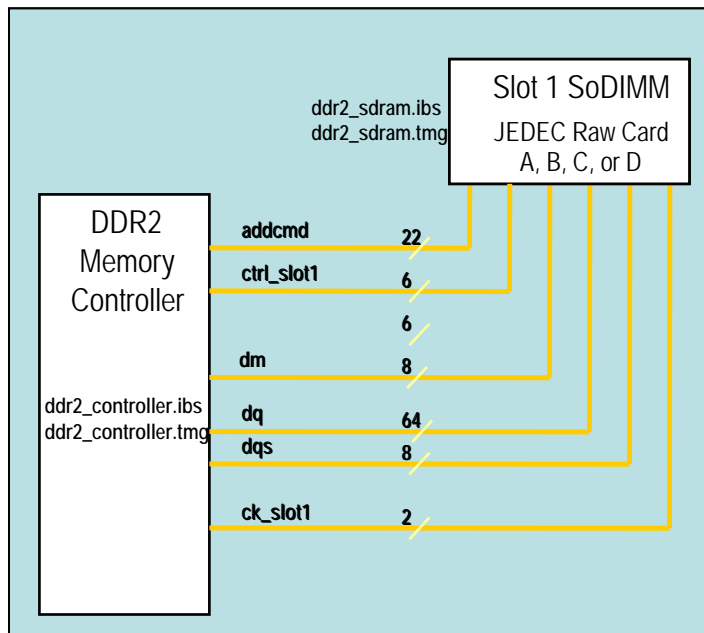 Slot 1 SoDIMM
JEDEC Raw Card
A, B, C, or D
ddr2_sdram.ibs
ddr2_sdram.tmg
DDR2
Memory
Controller
ddr2_controller.ibs
ddr2_controller.tmg
addcmd 22
ctrl_slot1 6
6
dm 8
dq 64
dqs 8
ck_slot1 2